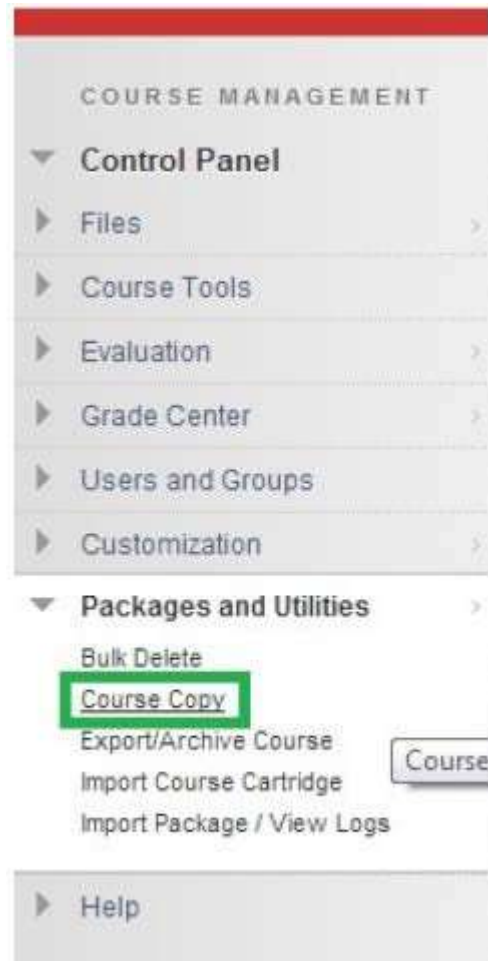 COURSE MANAGEMENT
Control Panel
Files
Course Tools
Evaluation
Grade Center
Users and Groups
Customization
Packages and Utilities
Bulk Delete
Course Copy
Export/Archive Course
Course
Import Course Cartridge
Import Package / View Logs
Help